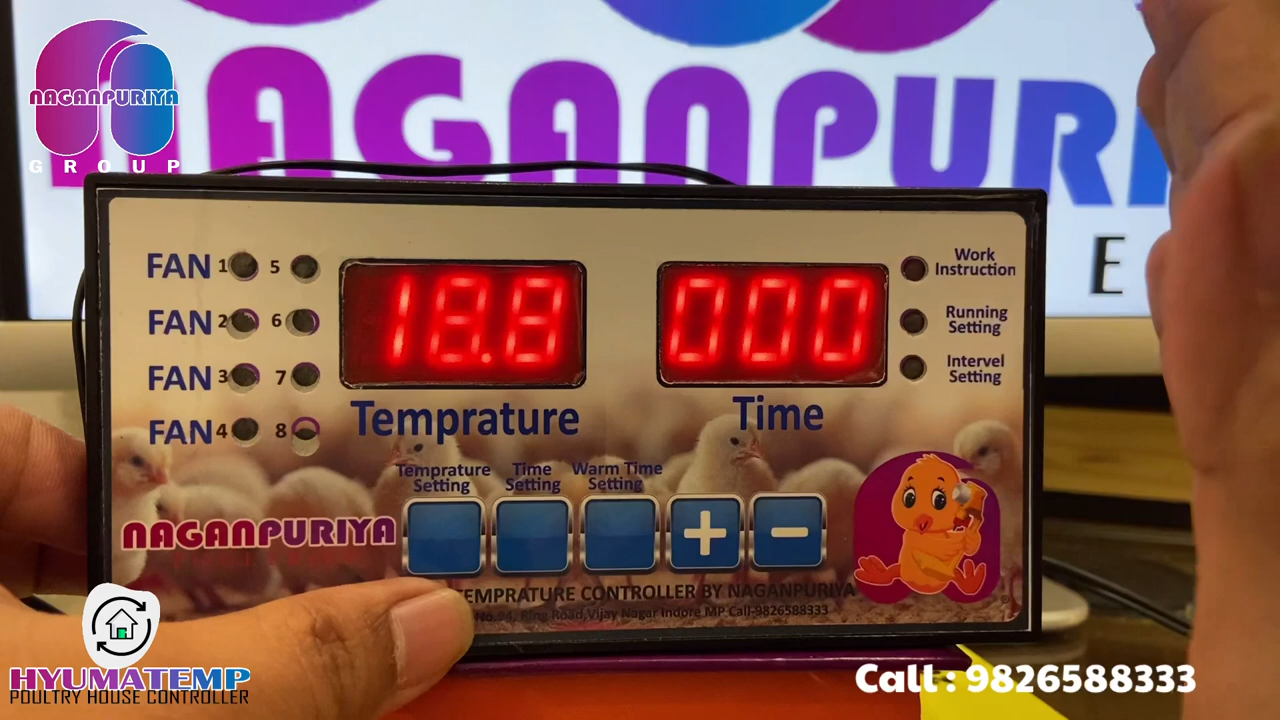 NAGANPURIYA
GROUP
NAGANPURI
E
FAN 1 5
FAN 2 6
FAN 3 7
FAN 4 8
18.8
000
Temprature
Time
Work
Instruction
Running
Setting
Intervel
Setting
Temprature
Setting
Time
Setting
Warm Time
Setting
+ -
NAGANPURIYA
TEMPRATURE CONTROLLER BY NAGANPURIYA
No.94, Ring Road,Vijay Nagar Indore MP Call-9826588333
HYUMATEMP
POULTRY HOUSE CONTROLLER
Call : 9826588333